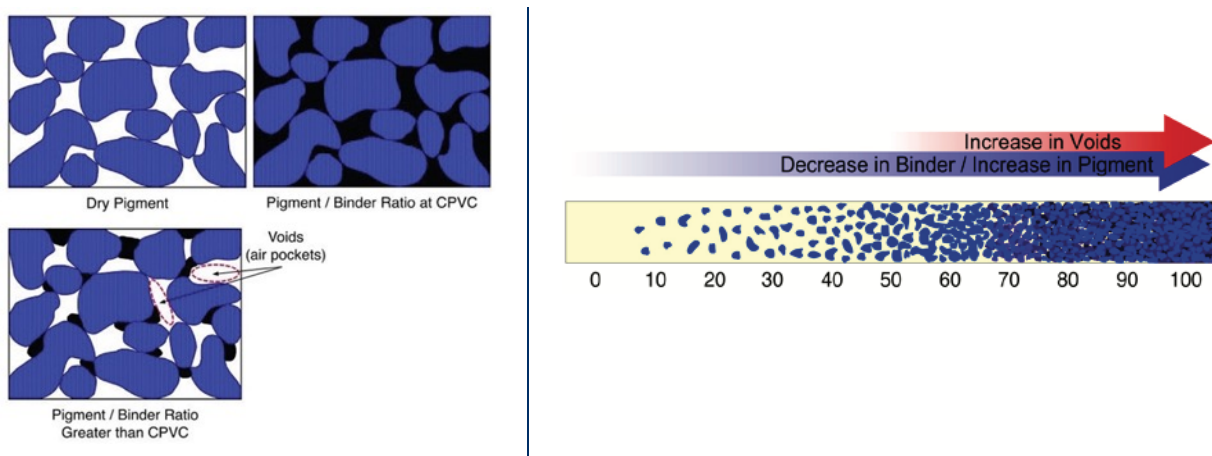 Dry Pigment
Pigment / Binder Ratio at CPVC
Voids
(air pockets)
Pigment / Binder Ratio
Greater than CPVC
Increase in Voids
Decrease in Binder / Increase in Pigment
0 10 20 30 40 50 60 70 80 90 100